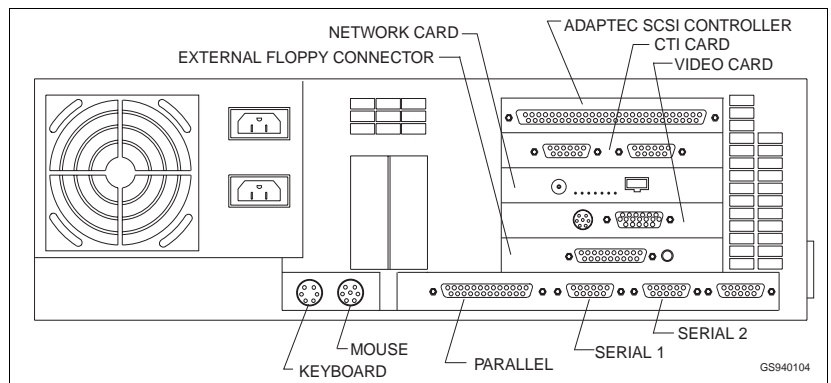 NETWORK CARD
EXTERNAL FLOPPY CONNECTOR
ADAPTEC SCSI CONTROLLER
CTI CARD
VIDEO CARD
MOUSE
KEYBOARD
PARALLEL
SERIAL 1
SERIAL 2
GS940104